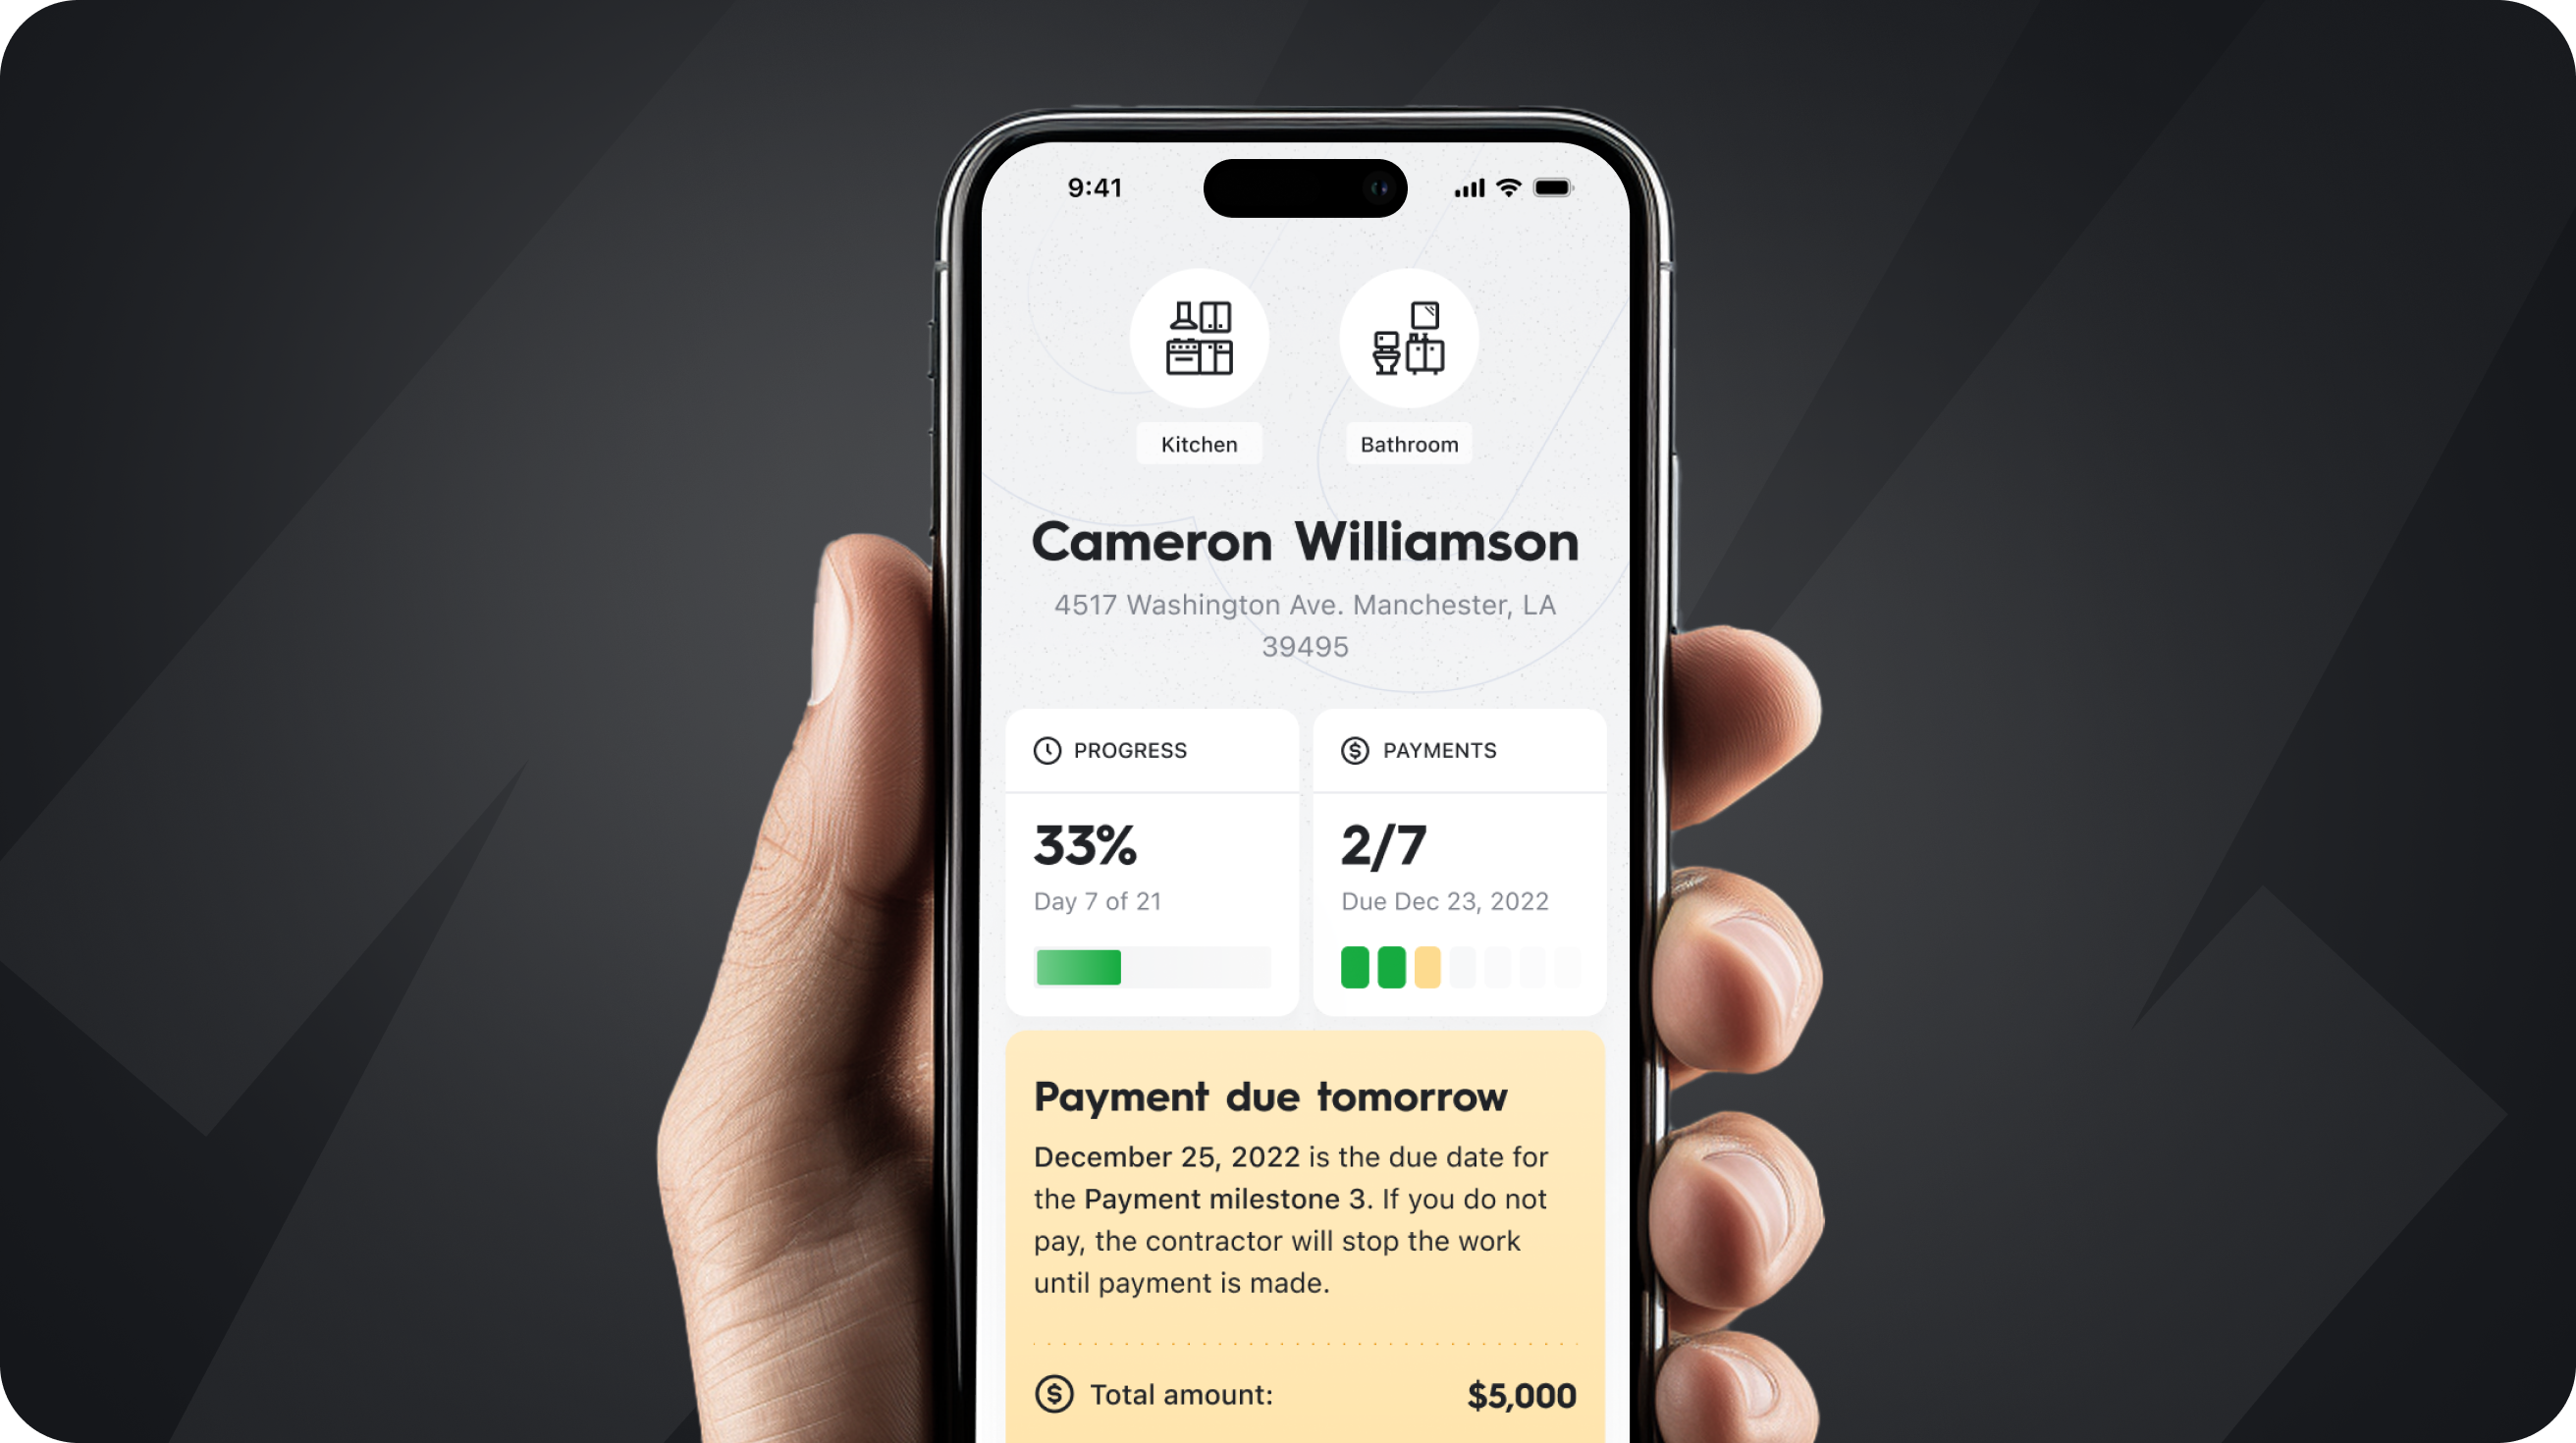 9:41
Kitchen
Bathroom
Cameron Williamson
4517 Washington Ave. Manchester, LA
39495
PROGRESS
33%
Day 7 of 21
PAYMENTS
2/7
Due Dec 23, 2022
Payment due tomorrow
December 25, 2022 is the due date for
the Payment milestone 3. If you do not
pay, the contractor will stop the work
until payment is made.
Total amount:
$5,000